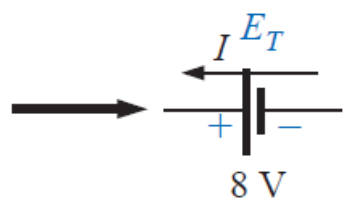 I E_T
+ −
8 V